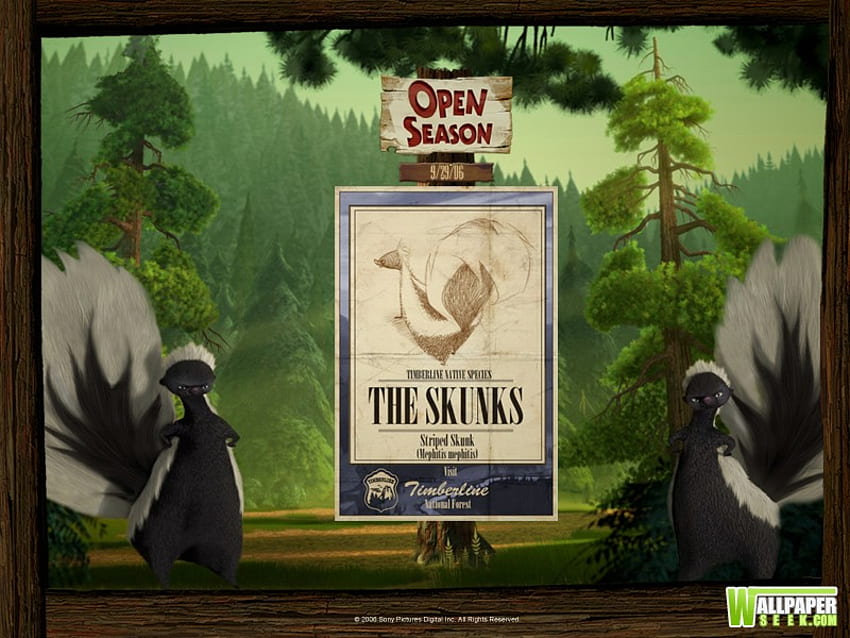 OPEN
SEASON
9/29/06
TIMBERLINE NATIVE SPECIES
THE SKUNKS
Striped Skunk
(Mephitis mephitis)
Visit
TIMBERLINE
Timberline
National Forest
© 2006 Sony Pictures Digital Inc. All Rights Reserved.
WALLPAPER
SEEK.COM